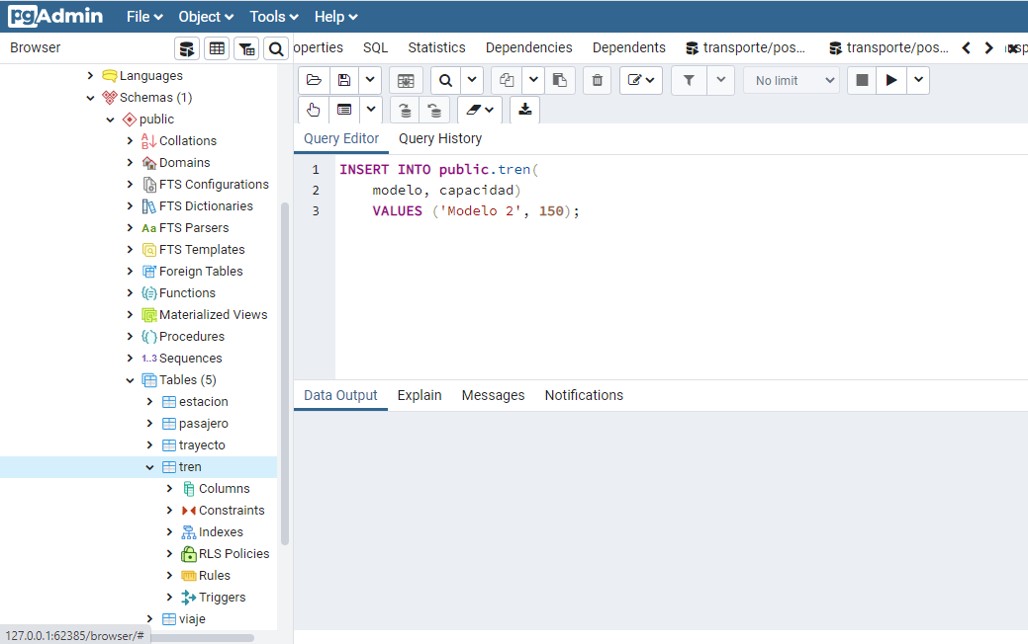 pgAdmin File Object Tools Help
Browser
operties SQL Statistics Dependencies Dependents transporte/pos... transporte/pos...
Languages
Schemas (1)
public
Collations
Domains
FTS Configurations
FTS Dictionaries
Aa FTS Parsers
FTS Templates
Foreign Tables
Functions
Materialized Views
Procedures
1..3 Sequences
Tables (5)
estacion
pasajero
trayecto
tren
Columns
Constraints
Indexes
RLS Policies
Rules
Triggers
viaje
127.0.0.1:62385/browser/#
No limit
Query Editor Query History
1 INSERT INTO public.tren(
2 modelo, capacidad)
3 VALUES ('Modelo 2', 150);
Data Output Explain Messages Notifications